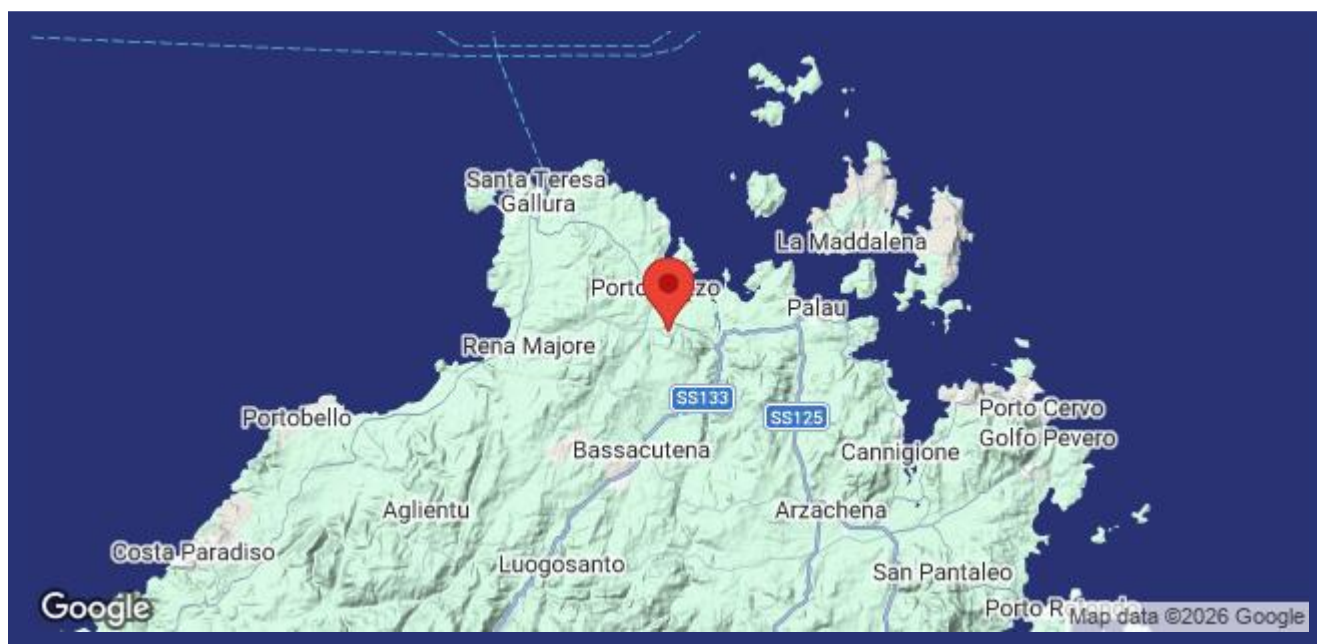 Santa Teresa
Gallura
La Maddalena
Palau
Rena Majore
SS133
SS125
Portobello
Porto Cervo
Golfo Pevero
Bassacutena
Cannigione
Aglientu
Arzachena
Costa Paradiso
Luogosanto
San Pantaleo
Google
Map data ©2026 Google